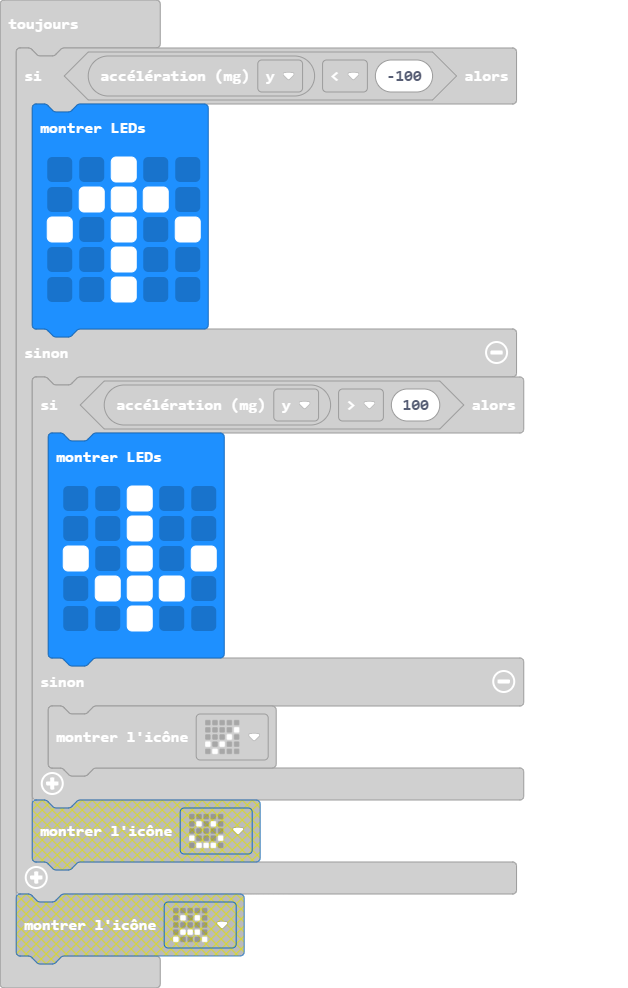 toujours
si accélération (mg) y < -100 alors
montrer LEDs
sinon
si accélération (mg) y > 100 alors
montrer LEDs
sinon
montrer l'icône
montrer l'icône
montrer l'icône